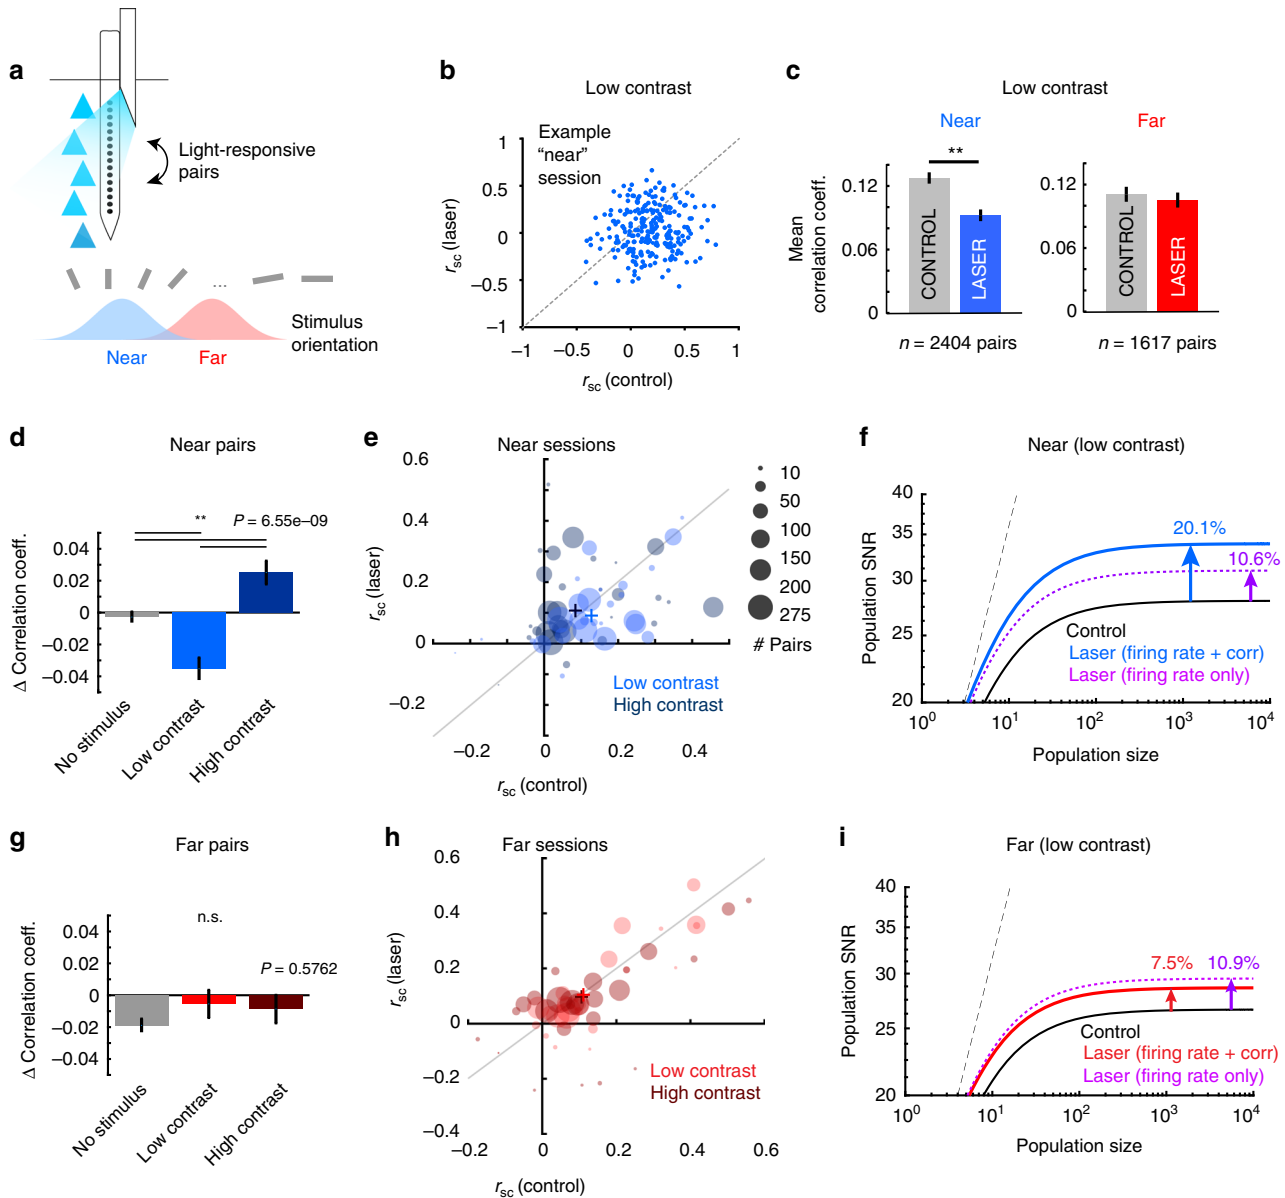 a
Light-responsive
pairs
...
Near
Far
Stimulus
orientation
b
Low contrast
Example
“near”
session
1
0.5
0
−0.5
−1
rsc (laser)
−1
−0.5
0
0.5
1
rsc (control)
c
Low contrast
Near
Far
**
0.12
0.06
0
Mean
correlation coeff.
CONTROL
LASER
n = 2404 pairs
0.12
0.06
0
CONTROL
LASER
n = 1617 pairs
d
Near pairs
**
P = 6.55e−09
0.04
0.02
0
−0.02
−0.04
Δ Correlation coeff.
No stimulus
Low contrast
High contrast
e
Near sessions
0.6
0.4
0.2
0
−0.2
rsc (laser)
−0.2
0
0.2
0.4
rsc (control)
Low contrast
High contrast
10
50
100
150
200
275
# Pairs
f
Near (low contrast)
40
35
30
25
20
Population SNR
20.1%
10.6%
Control
Laser (firing rate + corr)
Laser (firing rate only)
10^0
10^1
10^2
10^3
10^4
Population size
g
Far pairs
n.s.
P = 0.5762
0.04
0.02
0
−0.02
−0.04
Δ Correlation coeff.
No stimulus
Low contrast
High contrast
h
Far sessions
0.6
0.4
0.2
0
−0.2
−0.4
rsc (laser)
−0.2
0
0.2
0.4
0.6
rsc (control)
Low contrast
High contrast
i
Far (low contrast)
40
35
30
25
20
Population SNR
7.5%
10.9%
Control
Laser (firing rate + corr)
Laser (firing rate only)
10^0
10^1
10^2
10^3
10^4
Population size